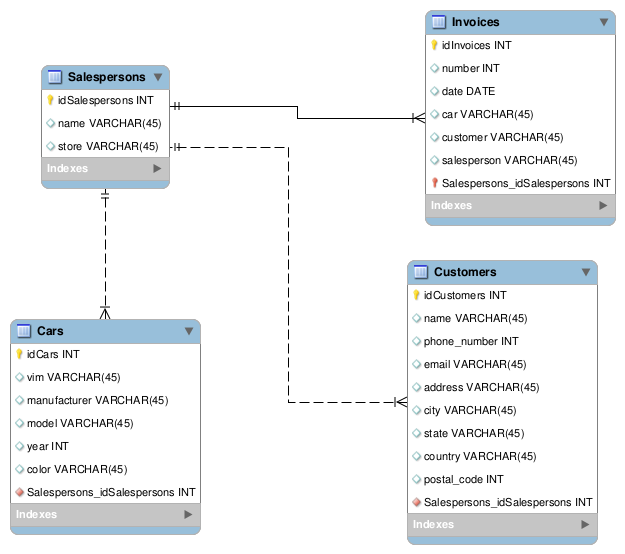 Salespersons
idSalespersons INT
name VARCHAR(45)
store VARCHAR(45)
Indexes
Invoices
idInvoices INT
number INT
date DATE
car VARCHAR(45)
customer VARCHAR(45)
salesperson VARCHAR(45)
Salespersons_idSalespersons INT
Indexes
Cars
idCars INT
vim VARCHAR(45)
manufacturer VARCHAR(45)
model VARCHAR(45)
year INT
color VARCHAR(45)
Salespersons_idSalespersons INT
Indexes
Customers
idCustomers INT
name VARCHAR(45)
phone_number INT
email VARCHAR(45)
address VARCHAR(45)
city VARCHAR(45)
state VARCHAR(45)
country VARCHAR(45)
postal_code INT
Salespersons_idSalespersons INT
Indexes